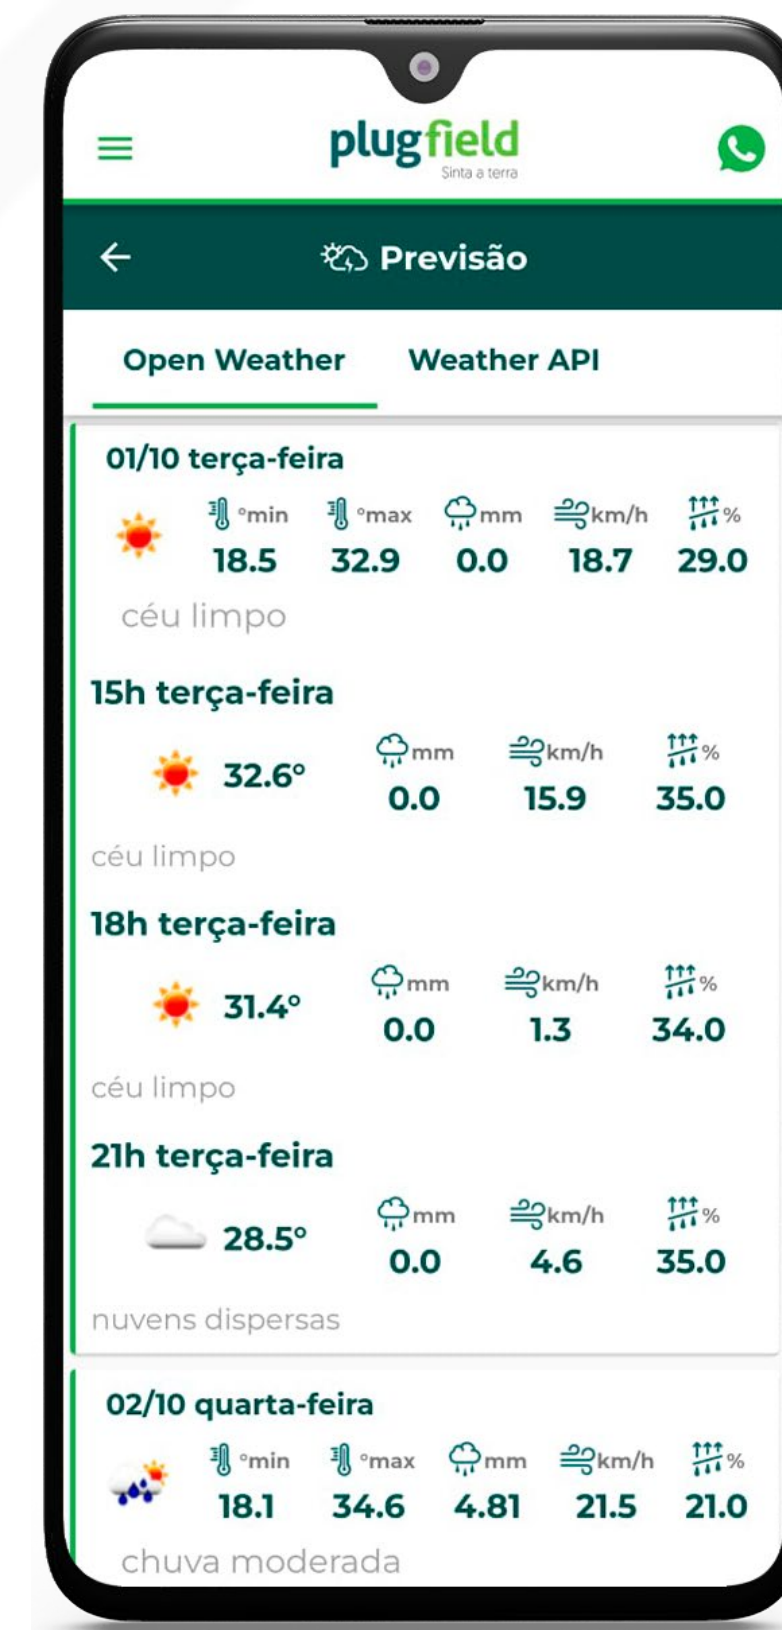 plugfield
Sinta a terra
Previsão
Open Weather Weather API
01/10 terça-feira
°min °max mm km/h %
18.5 32.9 0.0 18.7 29.0
céu limpo
15h terça-feira
mm km/h %
32.6° 0.0 15.9 35.0
céu limpo
18h terça-feira
mm km/h %
31.4° 0.0 1.3 34.0
céu limpo
21h terça-feira
mm km/h %
28.5° 0.0 4.6 35.0
nuvens dispersas
02/10 quarta-feira
°min °max mm km/h %
18.1 34.6 4.81 21.5 21.0
chuva moderada